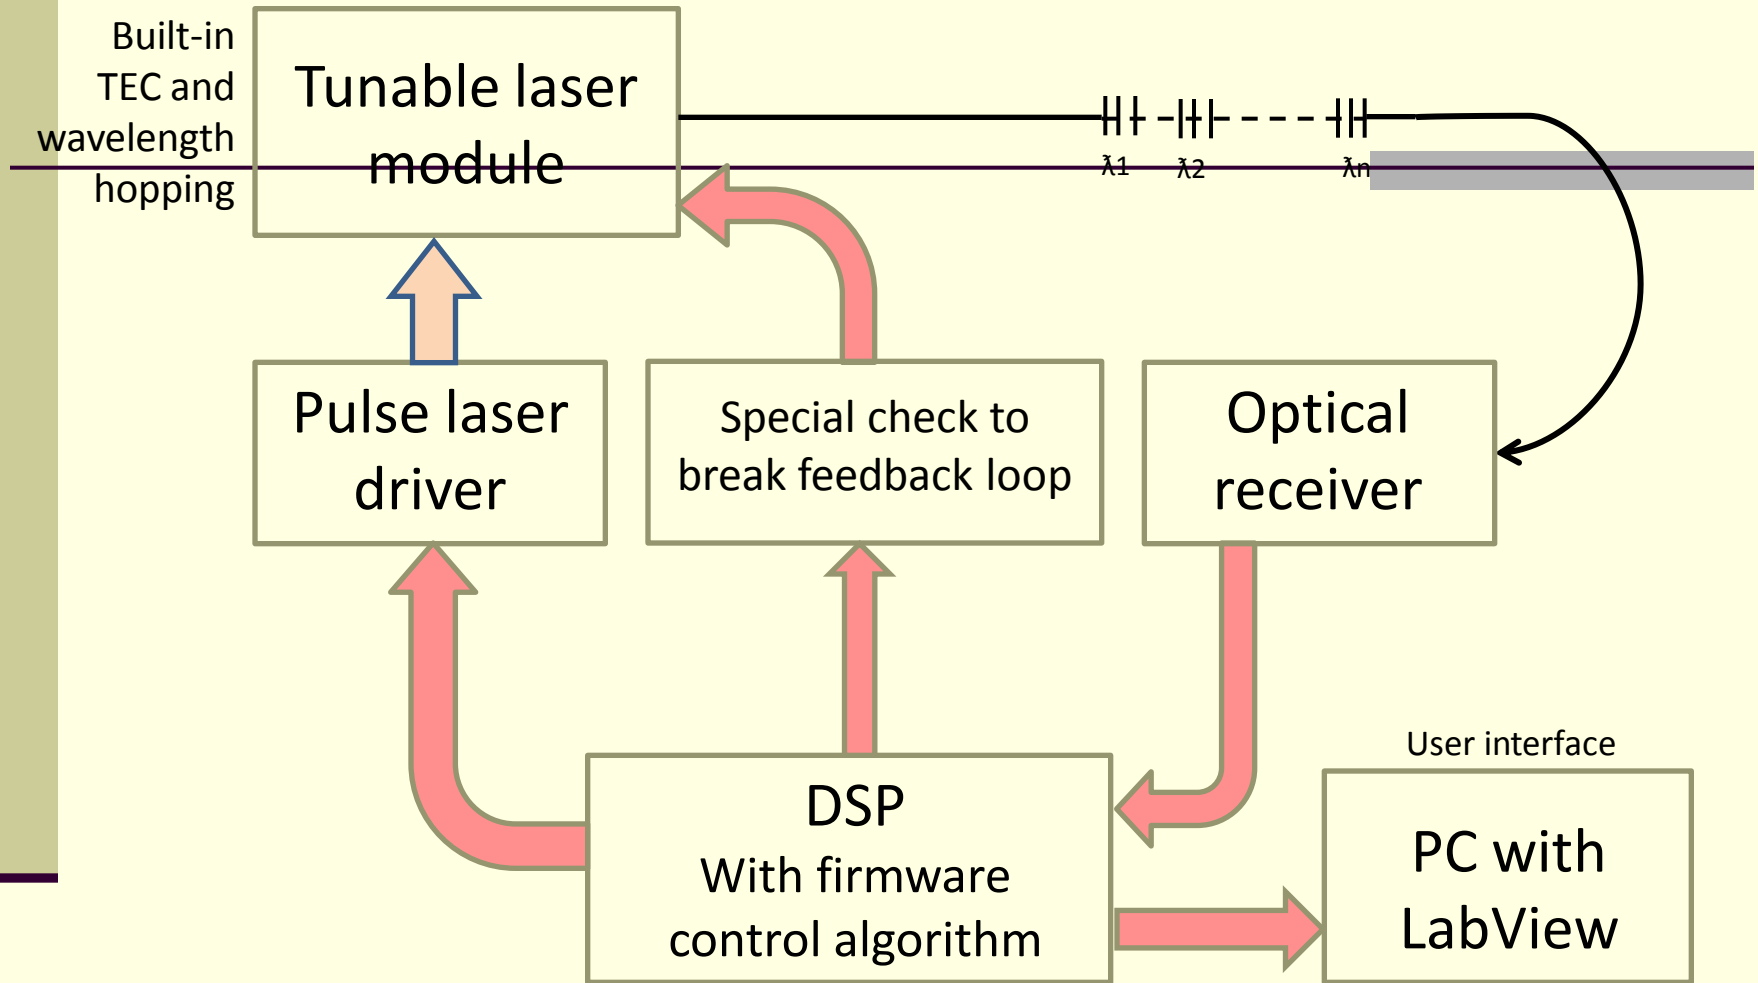 Built-in
TEC and
wavelength
hopping
Tunable laser
module
λ1
λ2
λn
Pulse laser
driver
Special check to
break feedback loop
Optical
receiver
DSP
With firmware
control algorithm
User interface
PC with
LabView